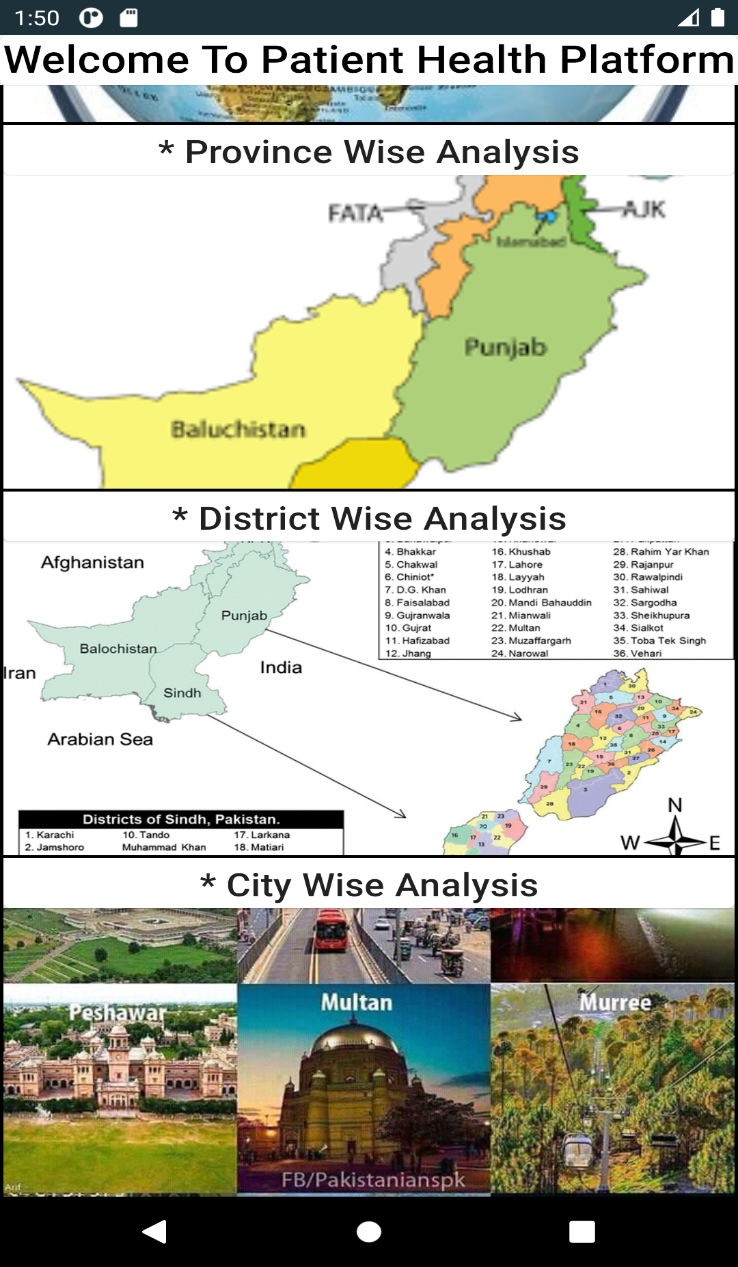 1:50
Welcome To Patient Health Platform
* Province Wise Analysis
FATA
AJK
Islamabad
Punjab
Baluchistan
* District Wise Analysis
Afghanistan
Punjab
Balochistan
Iran
India
Sindh
Arabian Sea
4. Bhakkar 16. Khushab 28. Rahim Yar Khan
5. Chakwal 17. Lahore 29. Rajanpur
6. Chiniot* 18. Layyah 30. Rawalpindi
7. D.G. Khan 19. Lodhran 31. Sahiwal
8. Faisalabad 20. Mandi Bahauddin 32. Sargodha
9. Gujranwala 21. Mianwali 33. Sheikhupura
10. Gujrat 22. Multan 34. Sialkot
11. Hafizabad 23. Muzaffargarh 35. Toba Tek Singh
12. Jhang 24. Narowal 36. Vehari
N
W E
Districts of Sindh, Pakistan.
1. Karachi 10. Tando 17. Larkana
2. Jamshoro Muhammad Khan 18. Matiari
* City Wise Analysis
Peshawar Multan Murree
Arif
FB/Pakistanianspk